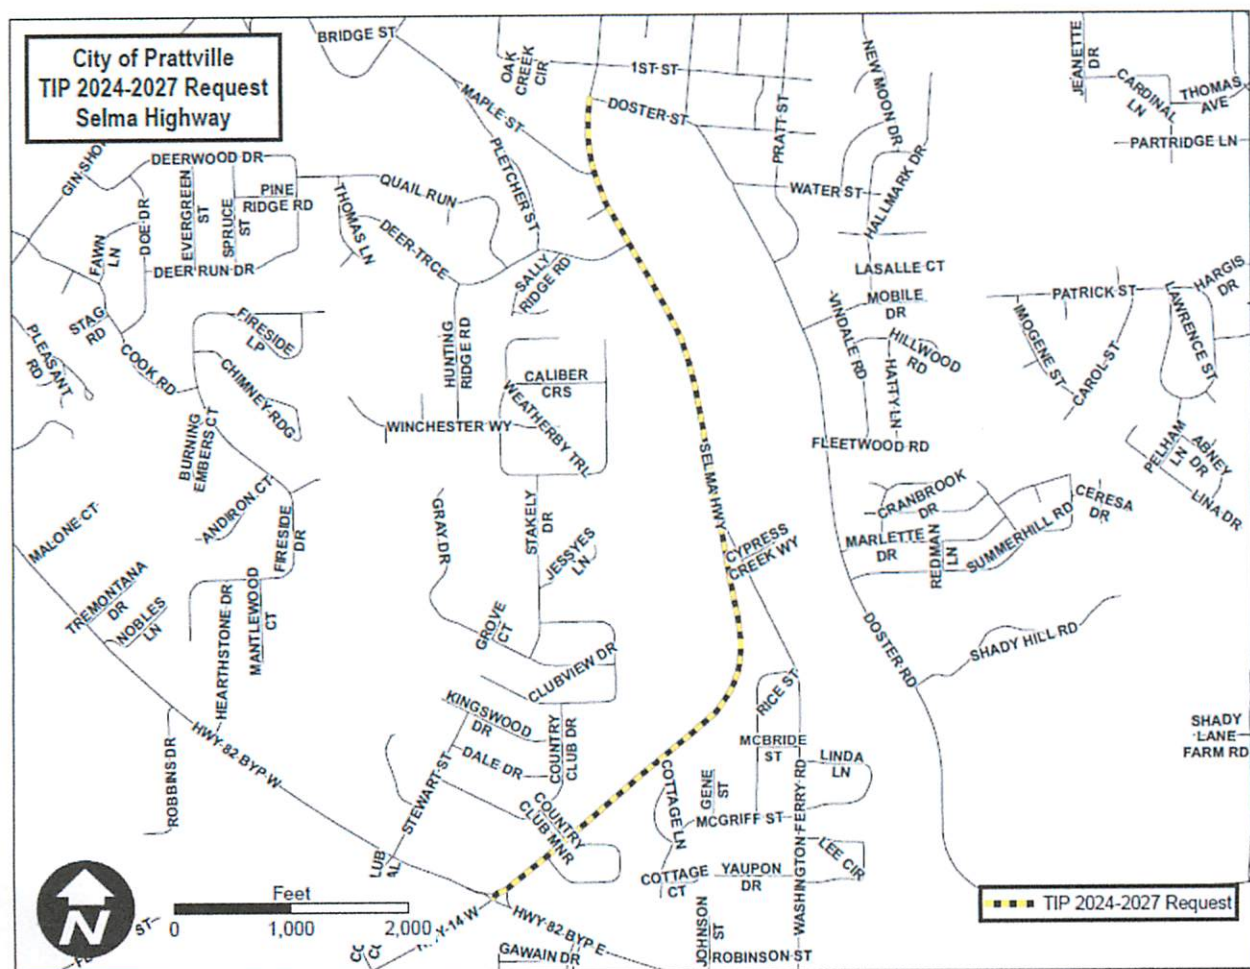 City of Prattville
TIP 2024-2027 Request
Selma Highway
BRIDGE ST
OAK
CREEK
CIR
1ST ST
NEW MOON DR
JEANETTE
DR
CARDINAL
LN
THOMAS
AVE
PARTRIDGE LN
MAPLE ST
DOSTER ST
PRATT ST
PLETCHER ST
DEERWOOD DR
EVERGREEN
ST
SPRUCE
ST
PINE
RIDGE RD
QUAIL RUN
THOMAS LN
DEER TRCE
WATER ST
HALLMARK DR
FAWN
LN
DOE DR
DEER RUN DR
SALLY
RIDGE RD
LASALLE CT
MOBILE
DR
PATRICK ST
HARGIS
DR
LAWRENCE ST
STAG
RD
COOK RD
PLEASANT
RD
FIRESIDE
LP
CHIMNEY RDG
HUNTING
RIDGE RD
CALIBER
CRS
WEATHERBY TRL
WINCHESTER WY
VINDALE RD
HILLWOOD
RD
HATTY LN
IMOGENE ST
CAROL ST
FLEETWOOD RD
PELHAM
LN
ABNEY
DR
LINA DR
BURNING
EMBERS CT
ANDIRON CT
SELMA HWY
GRAY DR
STAKELY
DR
JESSYES
LN
CYPRESS
CREEK WY
CRANBROOK
DR
CERESA
DR
MARLETTE
DR
REDMAN
LN
SUMMERHILL RD
MALONE CT
FIRESIDE
DR
TREMONTANA
DR
NOBLES
LN
HEARTHSTONE DR
MANTLEWOOD
CT
GROVE
CT
CLUBVIEW DR
DOSTER RD
SHADY HILL RD
RICE ST
KINGSWOOD
DR
DALE DR
COUNTRY
CLUB DR
MCBRIDE
ST
LINDA
LN
SHADY
LANE
FARM RD
ROBBINS DR
HWY 82 BYP W
STEWART ST
COUNTRY
CLUB MNR
COTTAGE LN
GENE
ST
MCGRIFF ST
WASHINGTON FERRY RD
LEE CIR
COTTAGE
CT
YAUPON
DR
N
Feet
0 1,000 2,000
ST
HWY 82 BYP E
GAWAIN DR
JOHNSON
ST
ROBINSON ST
TIP 2024-2027 Request